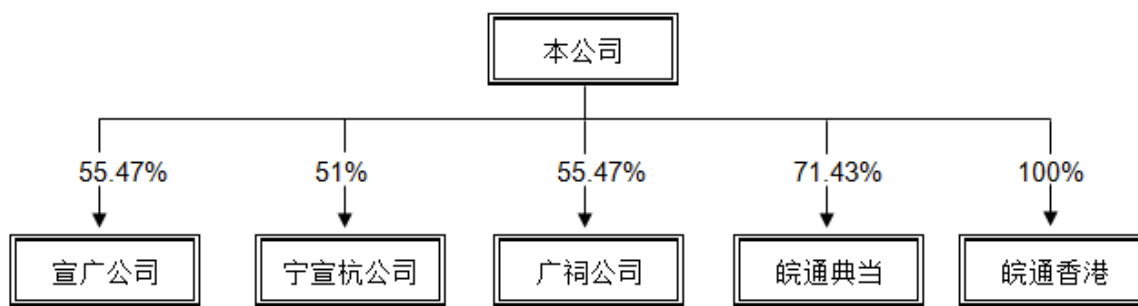 本公司
55.47%
51%
55.47%
71.43%
100%
宣广公司
宁宣杭公司
广祠公司
皖通典当
皖通香港